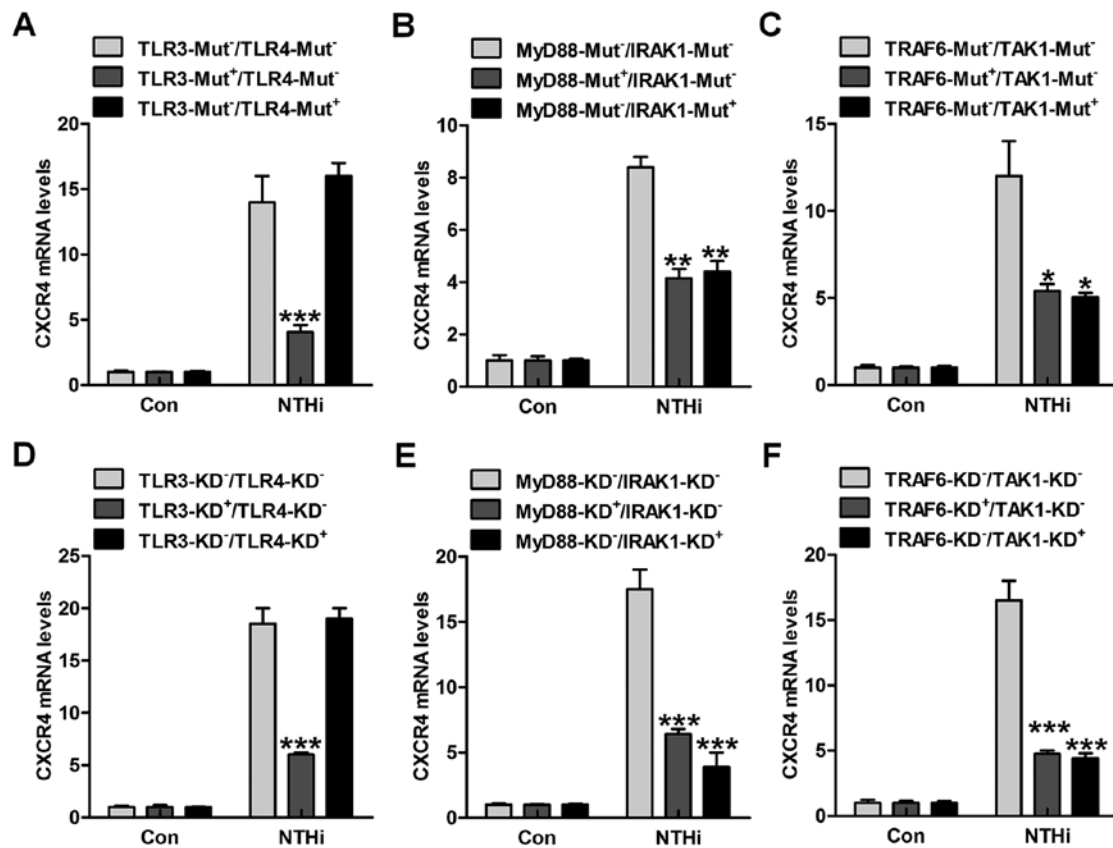 A
TLR3-Mut⁻/TLR4-Mut⁻
TLR3-Mut⁺/TLR4-Mut⁻
TLR3-Mut⁻/TLR4-Mut⁺
CXCR4 mRNA levels
20
15
10
5
0
***
Con NTHi
B
MyD88-Mut⁻/IRAK1-Mut⁻
MyD88-Mut⁺/IRAK1-Mut⁻
MyD88-Mut⁻/IRAK1-Mut⁺
CXCR4 mRNA levels
10
8
6
4
2
0
** **
Con NTHi
C
TRAF6-Mut⁻/TAK1-Mut⁻
TRAF6-Mut⁺/TAK1-Mut⁻
TRAF6-Mut⁻/TAK1-Mut⁺
CXCR4 mRNA levels
15
10
5
0
* *
Con NTHi
D
TLR3-KD⁻/TLR4-KD⁻
TLR3-KD⁺/TLR4-KD⁻
TLR3-KD⁻/TLR4-KD⁺
CXCR4 mRNA levels
25
20
15
10
5
0
***
Con NTHi
E
MyD88-KD⁻/IRAK1-KD⁻
MyD88-KD⁺/IRAK1-KD⁻
MyD88-KD⁻/IRAK1-KD⁺
CXCR4 mRNA levels
20
15
10
5
0
*** ***
Con NTHi
F
TRAF6-KD⁻/TAK1-KD⁻
TRAF6-KD⁺/TAK1-KD⁻
TRAF6-KD⁻/TAK1-KD⁺
CXCR4 mRNA levels
20
15
10
5
0
*** ***
Con NTHi